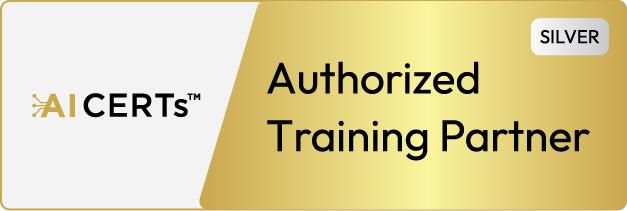 SILVER
AI CERTs™
Authorized
Training Partner